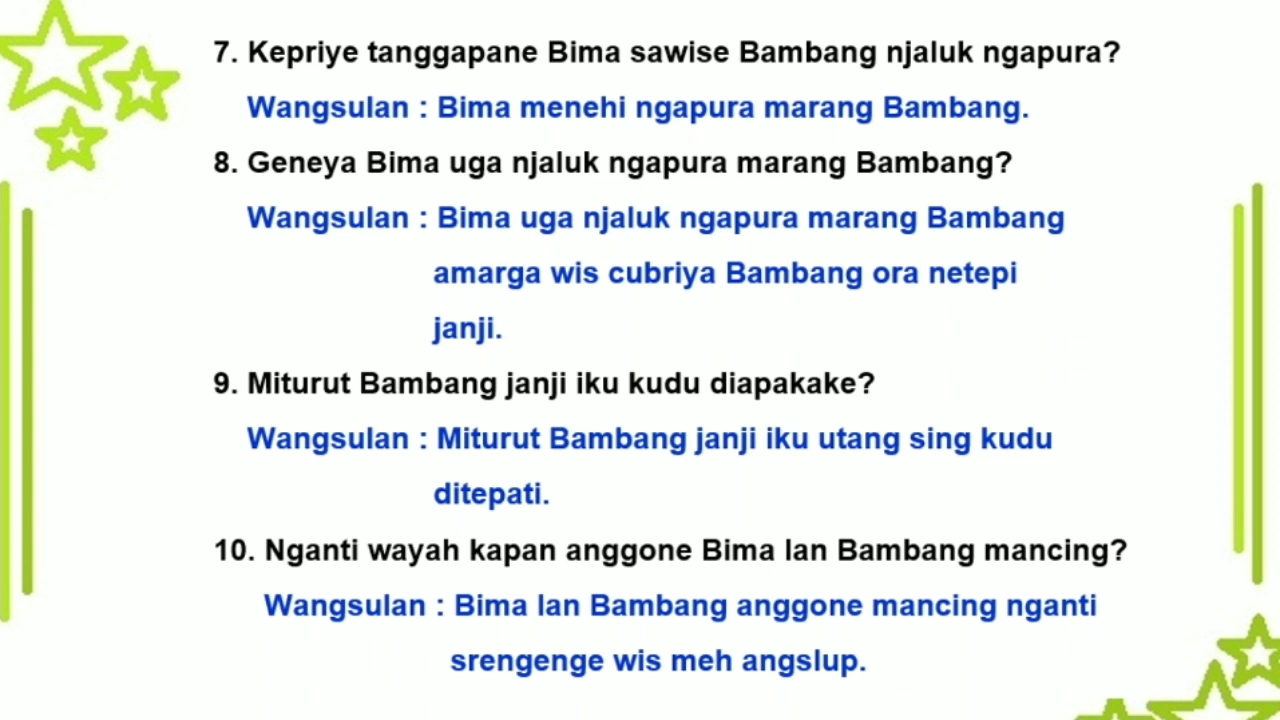 7. Kepriye tanggapane Bima sawise Bambang njaluk ngapura?
Wangsulan : Bima menehi ngapura marang Bambang.
8. Geneya Bima uga njaluk ngapura marang Bambang?
Wangsulan : Bima uga njaluk ngapura marang Bambang
amarga wis cubriya Bambang ora netepi
janji.
9. Miturut Bambang janji iku kudu diapakake?
Wangsulan : Miturut Bambang janji iku utang sing kudu
ditepati.
10. Nganti wayah kapan anggone Bima lan Bambang mancing?
Wangsulan : Bima lan Bambang anggone mancing nganti
srengenge wis meh angslup.